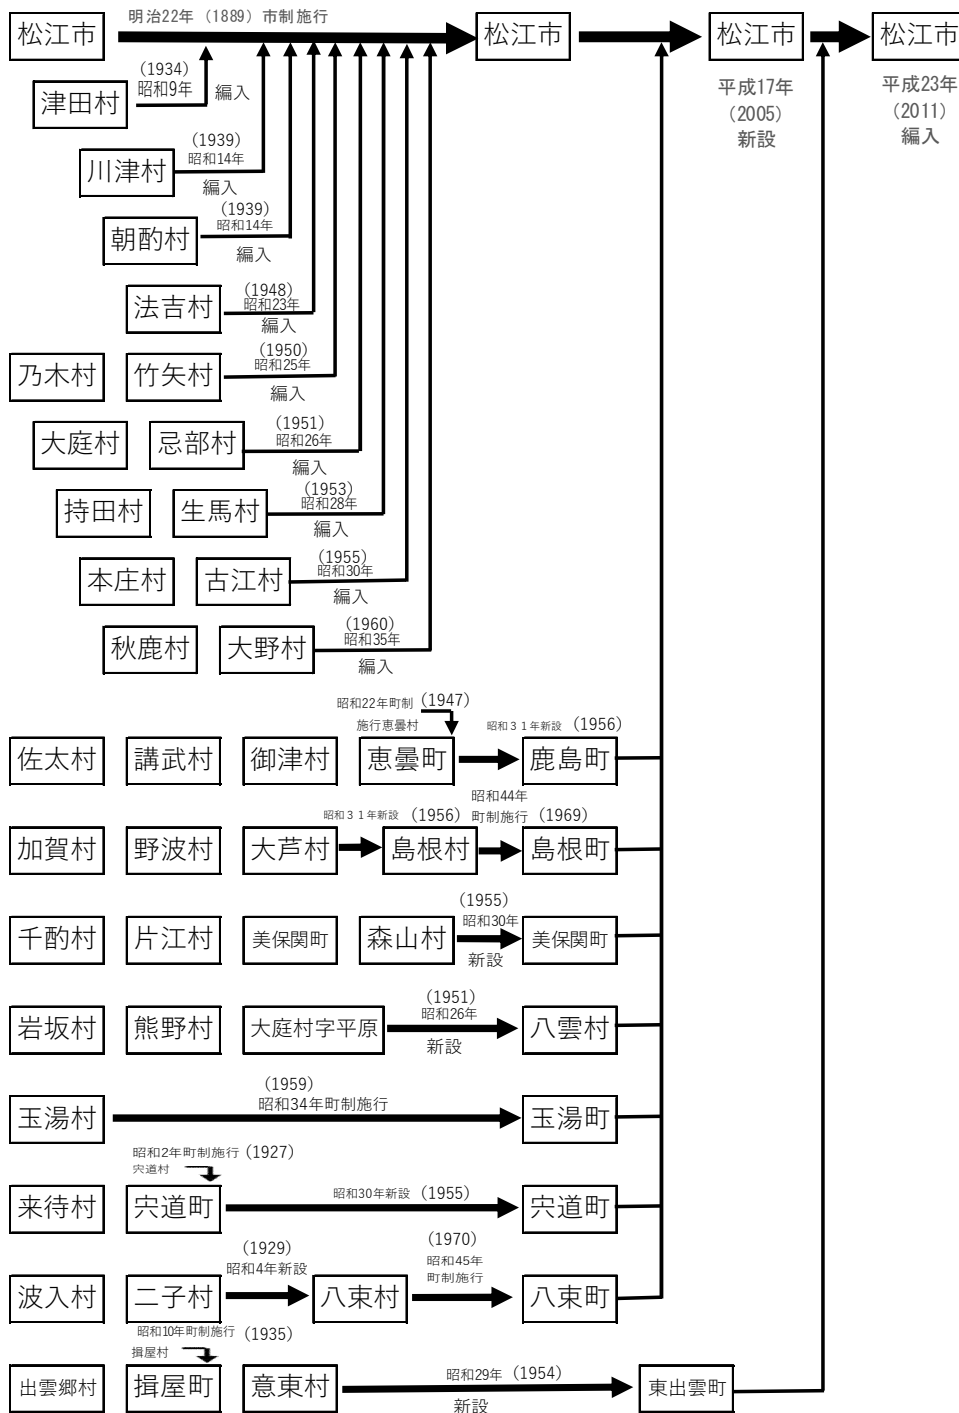 明治22年（1889）市制施行
松江市
松江市
松江市
松江市
平成17年
（2005）
新設
平成23年
（2011）
編入
(1934)
昭和9年
津田村
編入
(1939)
昭和14年
川津村
編入
(1939)
昭和14年
朝酌村
編入
(1948)
昭和23年
法吉村
編入
(1950)
昭和25年
乃木村
竹矢村
編入
(1951)
昭和26年
大庭村
忌部村
編入
(1953)
昭和28年
持田村
生馬村
編入
(1955)
昭和30年
本庄村
古江村
編入
(1960)
昭和35年
秋鹿村
大野村
編入
昭和22年町制 (1947)
施行恵曇村
昭和３１年新設 (1956)
佐太村
講武村
御津村
恵曇町
鹿島町
昭和３１年新設 (1956)
昭和44年
町制施行 (1969)
加賀村
野波村
大芦村
島根村
島根町
(1955)
昭和30年
新設
千酌村
片江村
美保関町
森山村
美保関町
(1951)
昭和26年
新設
岩坂村
熊野村
大庭村字平原
八雲村
(1959)
昭和34年町制施行
玉湯村
玉湯町
昭和2年町制施行 (1927)
宍道村
昭和30年新設 (1955)
来待村
宍道町
宍道町
(1929)
昭和4年新設
(1970)
昭和45年
町制施行
波入村
二子村
八束村
八束町
昭和10年町制施行 (1935)
揖屋村
昭和29年 (1954)
新設
出雲郷村
揖屋町
意東村
東出雲町